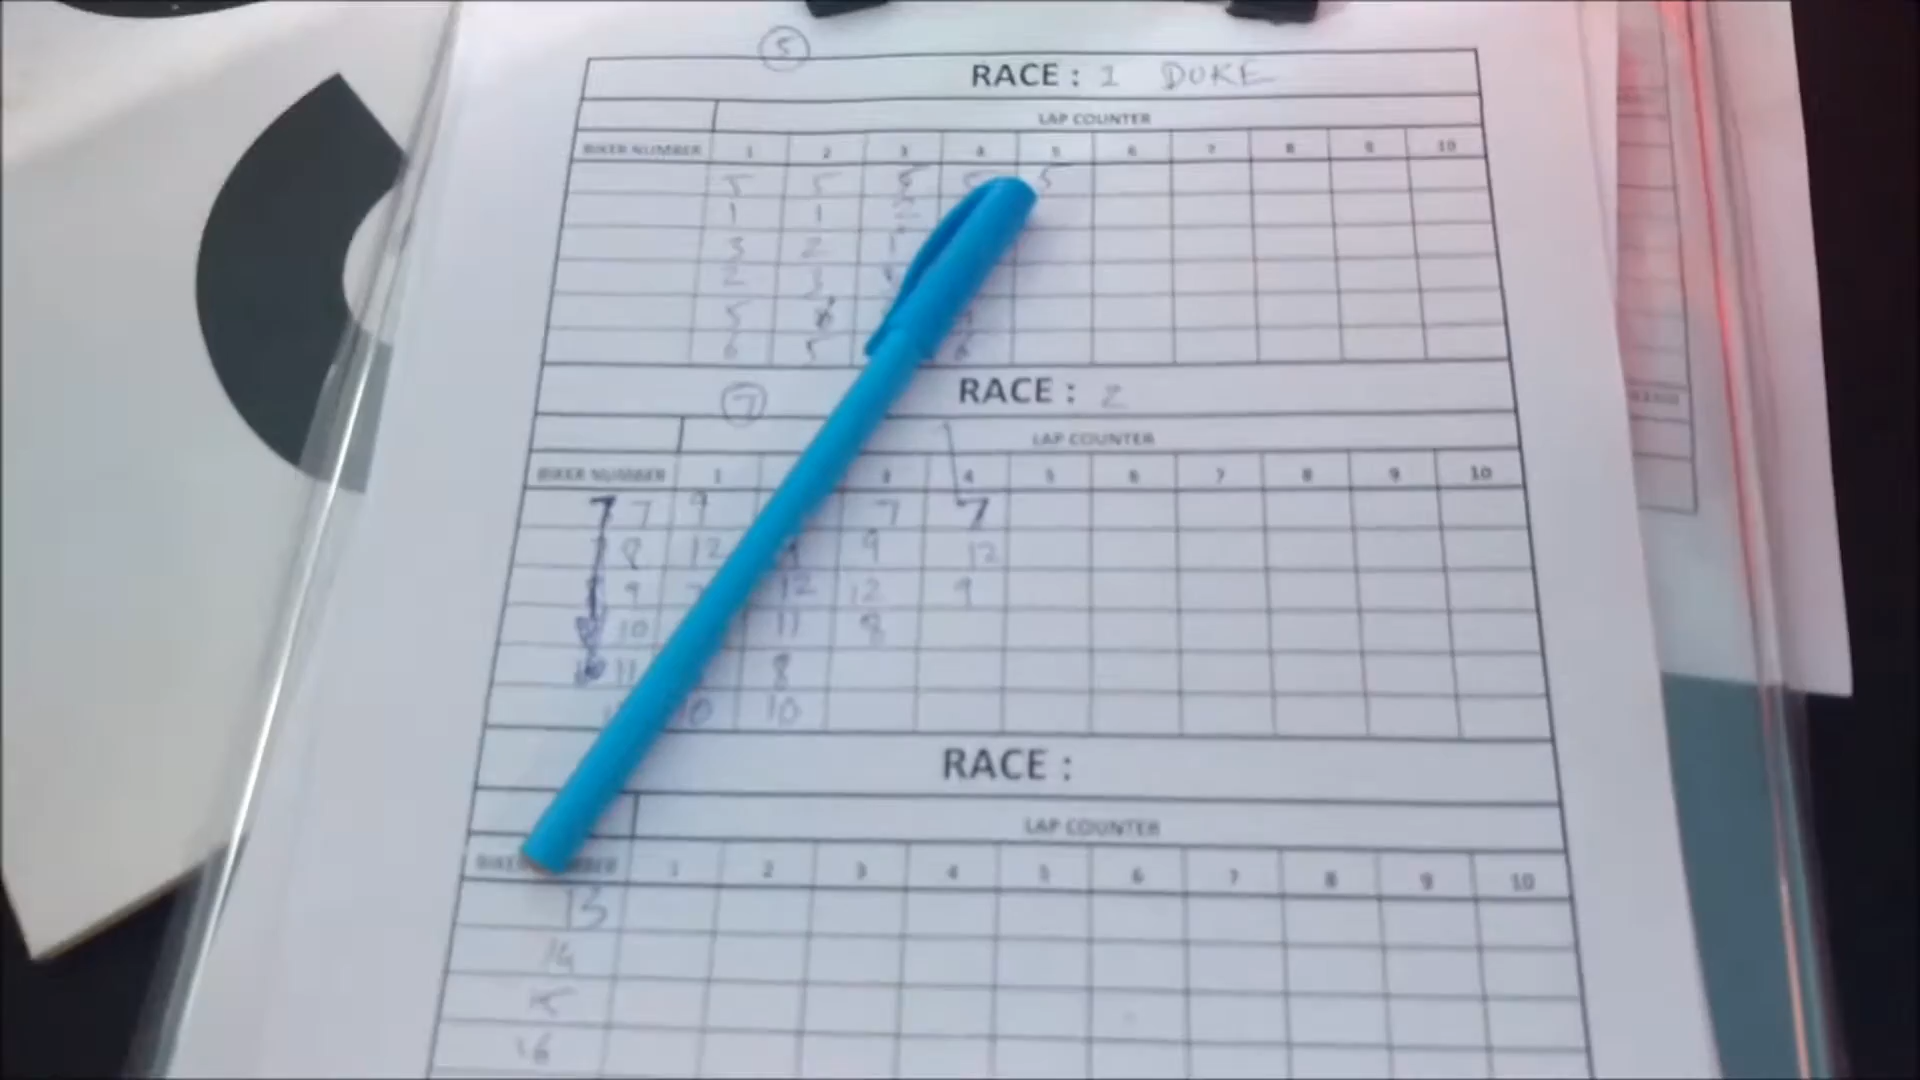 5
RACE : 1 DUKE
LAP COUNTER
BIKER NUMBER 1 2 3 4 5 6 7 8 9 10
5 5 5 5 5
1 1
3 2 1
2 3
5
6 5 6
7
RACE : 2
LAP COUNTER
BIKER NUMBER 1 3 4 5 6 7 8 9 10
7 7 9 7 7
8 12 9 12
9 7 12 12 9
10 11 8
11 8
10 10
RACE :
LAP COUNTER
1 2 3 4 5 6 7 8 9 10
13
14
15
16